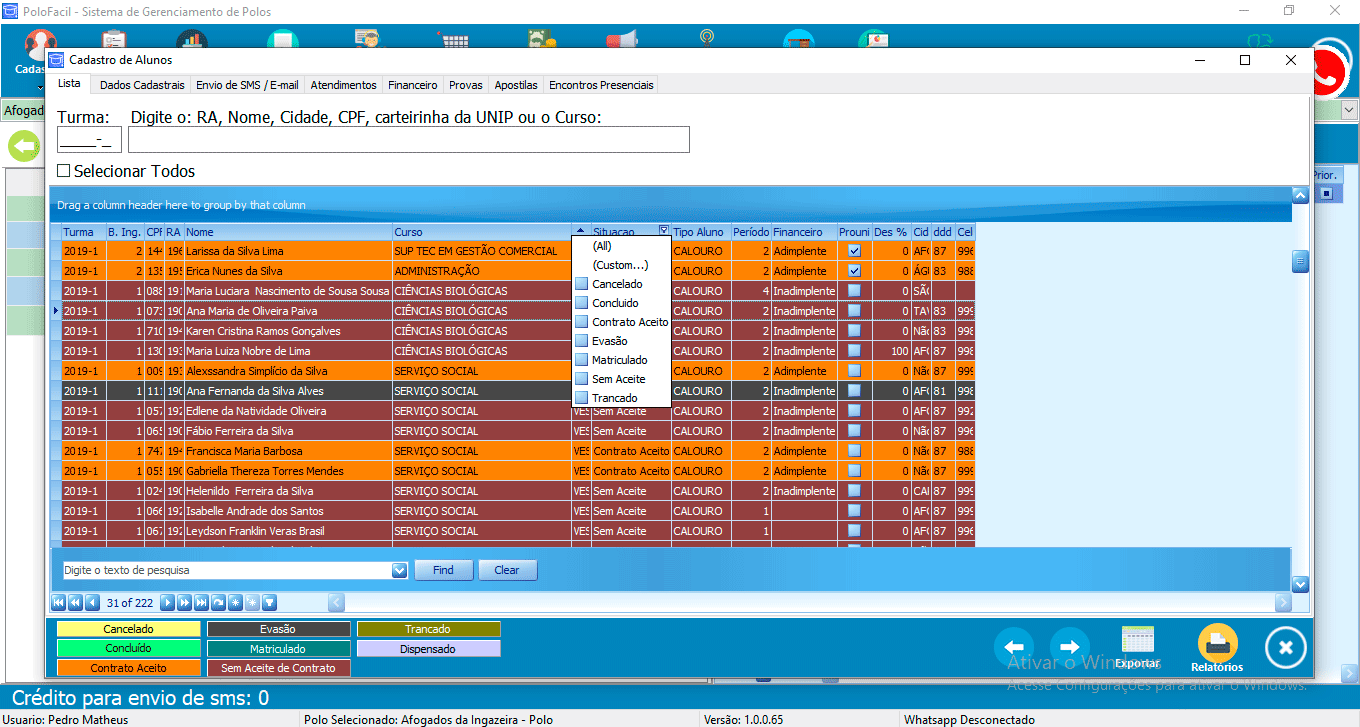 PoloFacil - Sistema de Gerenciamento de Polos
Cadas
Cadastro de Alunos
Lista Dados Cadastrais Envio de SMS / E-mail Atendimentos Financeiro Provas Apostilas Encontros Presenciais
Afogad
Turma: Digite o: RA, Nome, Cidade, CPF, carteirinha da UNIP ou o Curso:
_____-_
Selecionar Todos
Prior.
Drag a column header here to group by that column
Turma B. Ing. CPF RA Nome Curso Situacao Tipo Aluno Período Financeiro Prouni Des % Cid ddd Cel
2019-1 2 144 196 Larissa da Silva Lima SUP TEC EM GESTÃO COMERCIAL (All) CALOURO 2 Adimplente 0 AFO 87 996
2019-1 2 135 195 Erica Nunes da Silva ADMINISTRAÇÃO (Custom...) CALOURO 2 Adimplente 0 ÁGU 83 988
2019-1 1 088 191 Maria Luciara Nascimento de Sousa Sousa CIÊNCIAS BIOLÓGICAS Cancelado CALOURO 4 Inadimplente 0 SÃO
2019-1 1 073 190 Ana Maria de Oliveira Paiva CIÊNCIAS BIOLÓGICAS Concluido CALOURO 2 Inadimplente 0 TAV 83 999
2019-1 1 710 194 Karen Cristina Ramos Gonçalves CIÊNCIAS BIOLÓGICAS Contrato Aceito CALOURO 2 Inadimplente 0 Não 83 998
2019-1 1 130 193 Maria Luiza Nobre de Lima CIÊNCIAS BIOLÓGICAS Evasão CALOURO 2 Inadimplente 100 AFO 87 998
2019-1 1 009 193 Alexssandra Simplício da Silva SERVIÇO SOCIAL Matriculado CALOURO 2 Adimplente 0 Não 87 999
2019-1 1 111 190 Ana Fernanda da Silva Alves SERVIÇO SOCIAL Sem Aceite CALOURO 2 Inadimplente 0 AFO 81 998
Trancado
2019-1 1 057 192 Edlene da Natividade Oliveira SERVIÇO SOCIAL VES Sem Aceite CALOURO 2 Inadimplente 0 AFO 87 992
2019-1 1 065 190 Fábio Ferreira da Silva SERVIÇO SOCIAL VES Sem Aceite CALOURO 2 Inadimplente 0 Não 87 996
2019-1 1 747 194 Francisca Maria Barbosa SERVIÇO SOCIAL VES Contrato Aceito CALOURO 2 Adimplente 0 Não 87 988
2019-1 1 055 190 Gabriella Thereza Torres Mendes SERVIÇO SOCIAL VES Contrato Aceito CALOURO 2 Adimplente 0 Não 87 996
2019-1 1 024 190 Helenildo Ferreira da Silva SERVIÇO SOCIAL VES Sem Aceite CALOURO 2 Inadimplente 0 CAR 87 999
2019-1 1 066 192 Isabelle Andrade dos Santos SERVIÇO SOCIAL VES Sem Aceite CALOURO 1 0 AFO 87 999
2019-1 1 067 192 Leydson Franklin Veras Brasil SERVIÇO SOCIAL VES Sem Aceite CALOURO 1 0 AFO 87 996
Digite o texto de pesquisa Find Clear
31 of 222
Cancelado Evasão Trancado
Concluído Matriculado Dispensado
Contrato Aceito Sem Aceite de Contrato
Exportar Relatórios
Ativar o Windows
Acesse Configurações para ativar o Windows.
Crédito para envio de sms: 0
Usuario: Pedro Matheus Polo Selecionado: Afogados da Ingazeira - Polo Versão: 1.0.0.65 Whatsapp Desconectado